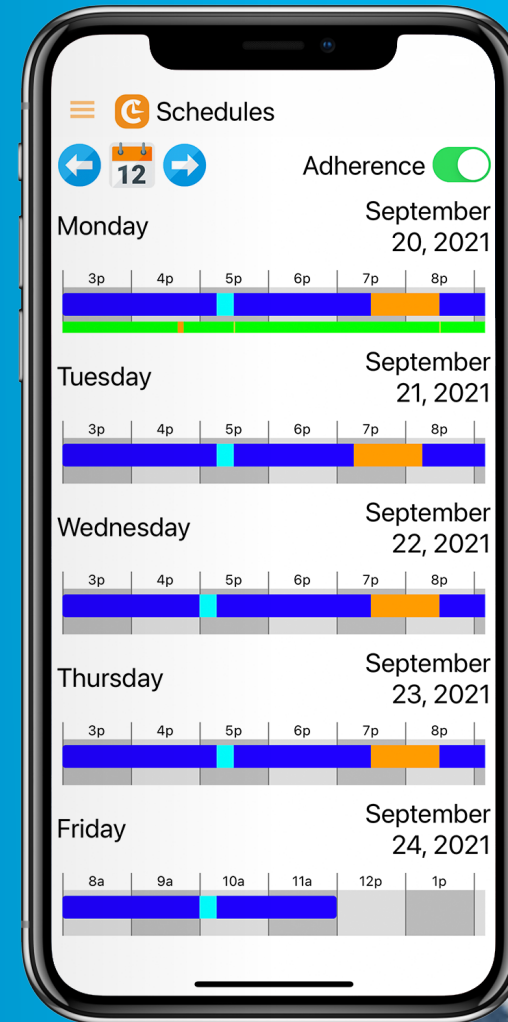 Schedules
12
Adherence
Monday
September
20, 2021
3p 4p 5p 6p 7p 8p
Tuesday
September
21, 2021
3p 4p 5p 6p 7p 8p
Wednesday
September
22, 2021
3p 4p 5p 6p 7p 8p
Thursday
September
23, 2021
3p 4p 5p 6p 7p 8p
Friday
September
24, 2021
8a 9a 10a 11a 12p 1p